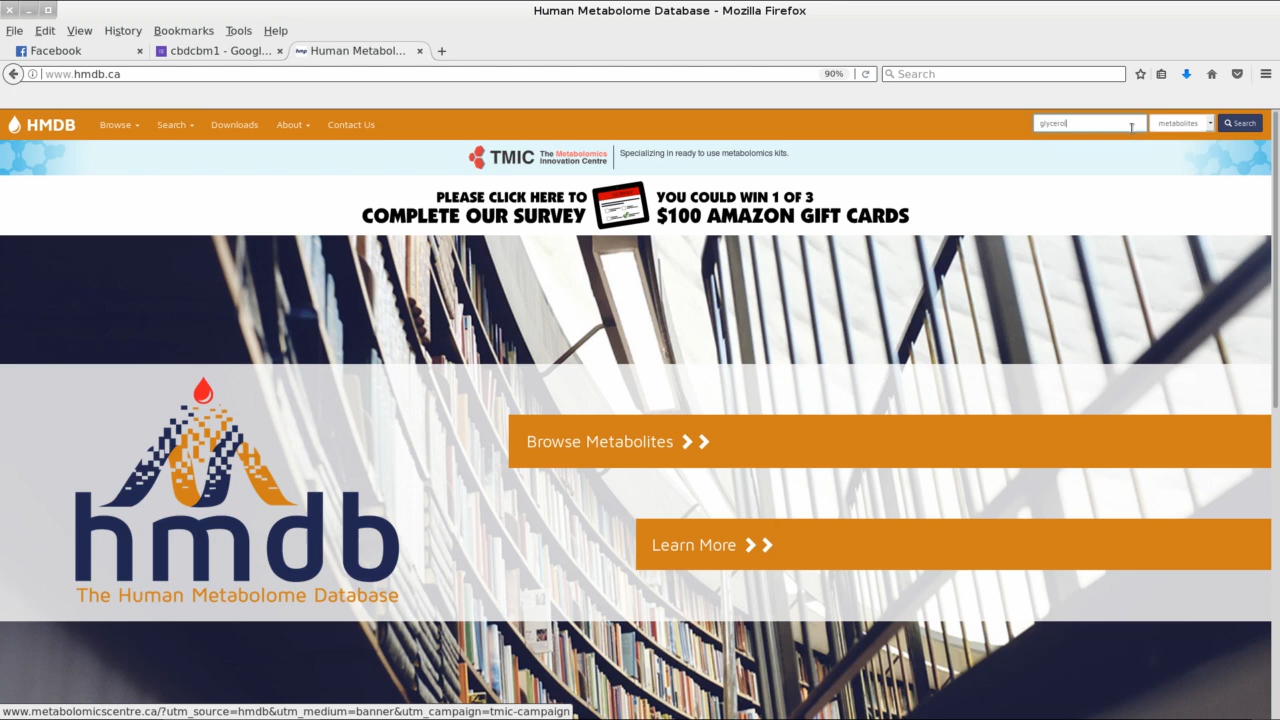 Human Metabolome Database - Mozilla Firefox
File Edit View History Bookmarks Tools Help
Facebook × cbdcbm1 - Googl... × hmp Human Metabol... × +
www.hmdb.ca 90% Search
HMDB Browse Search Downloads About Contact Us glycerol metabolites Search
TMIC The Metabolomics Innovation Centre Specializing in ready to use metabolomics kits.
PLEASE CLICK HERE TO YOU COULD WIN 1 OF 3
COMPLETE OUR SURVEY $100 AMAZON GIFT CARDS
Browse Metabolites
hmdb
Learn More
The Human Metabolome Database
www.metabolomicscentre.ca/?utm_source=hmdb&utm_medium=banner&utm_campaign=tmic-campaign